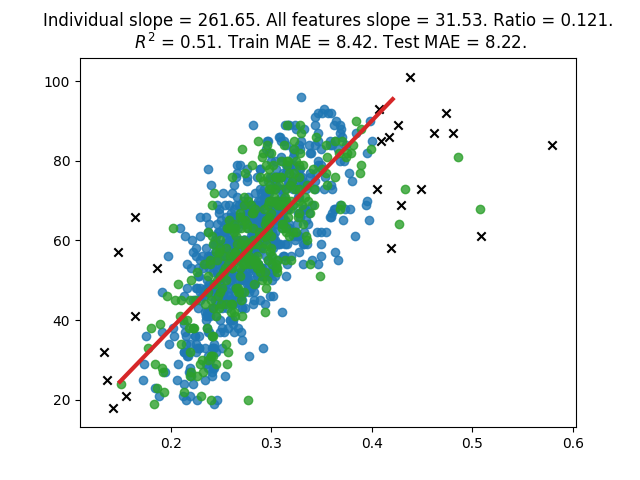 Individual slope = 261.65. All features slope = 31.53. Ratio = 0.121.
R² = 0.51. Train MAE = 8.42. Test MAE = 8.22.
100
80
60
40
20
0.2 0.3 0.4 0.5 0.6